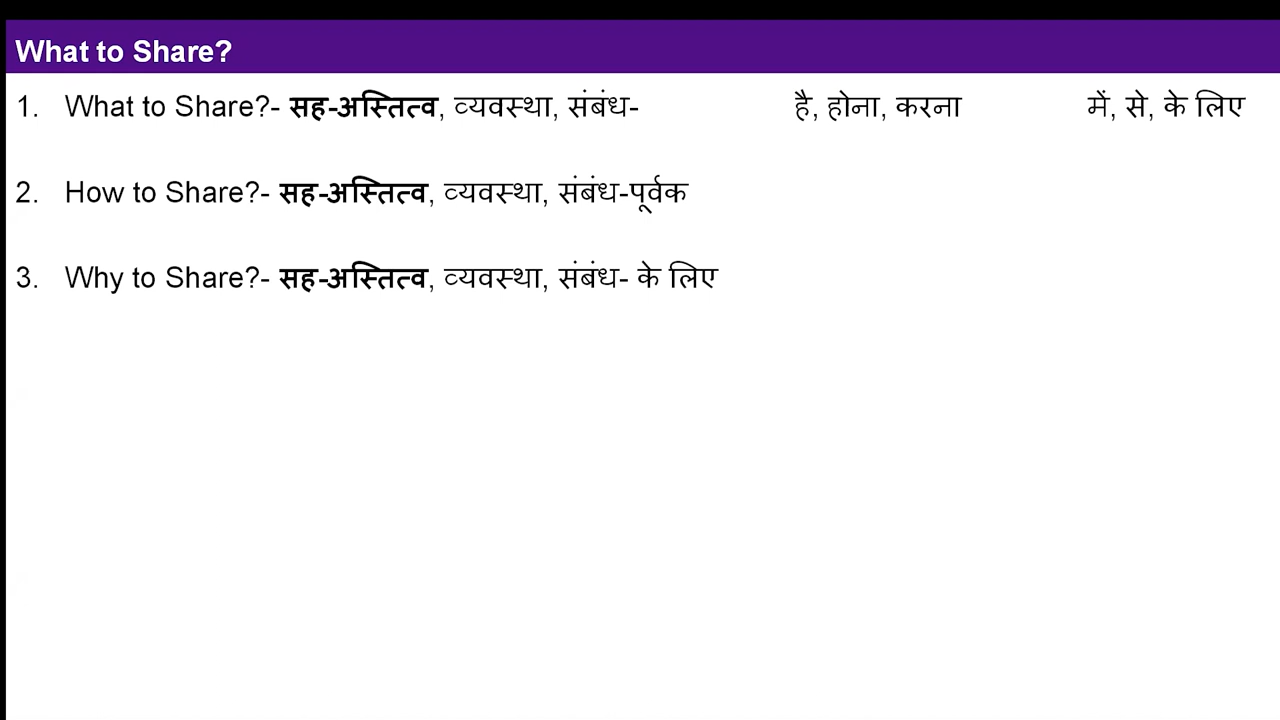 What to Share?
1. What to Share?- सह-अस्तित्व, व्यवस्था, संबंध- है, होना, करना में, से, के लिए
2. How to Share?- सह-अस्तित्व, व्यवस्था, संबंध-पूर्वक
3. Why to Share?- सह-अस्तित्व, व्यवस्था, संबंध- के लिए